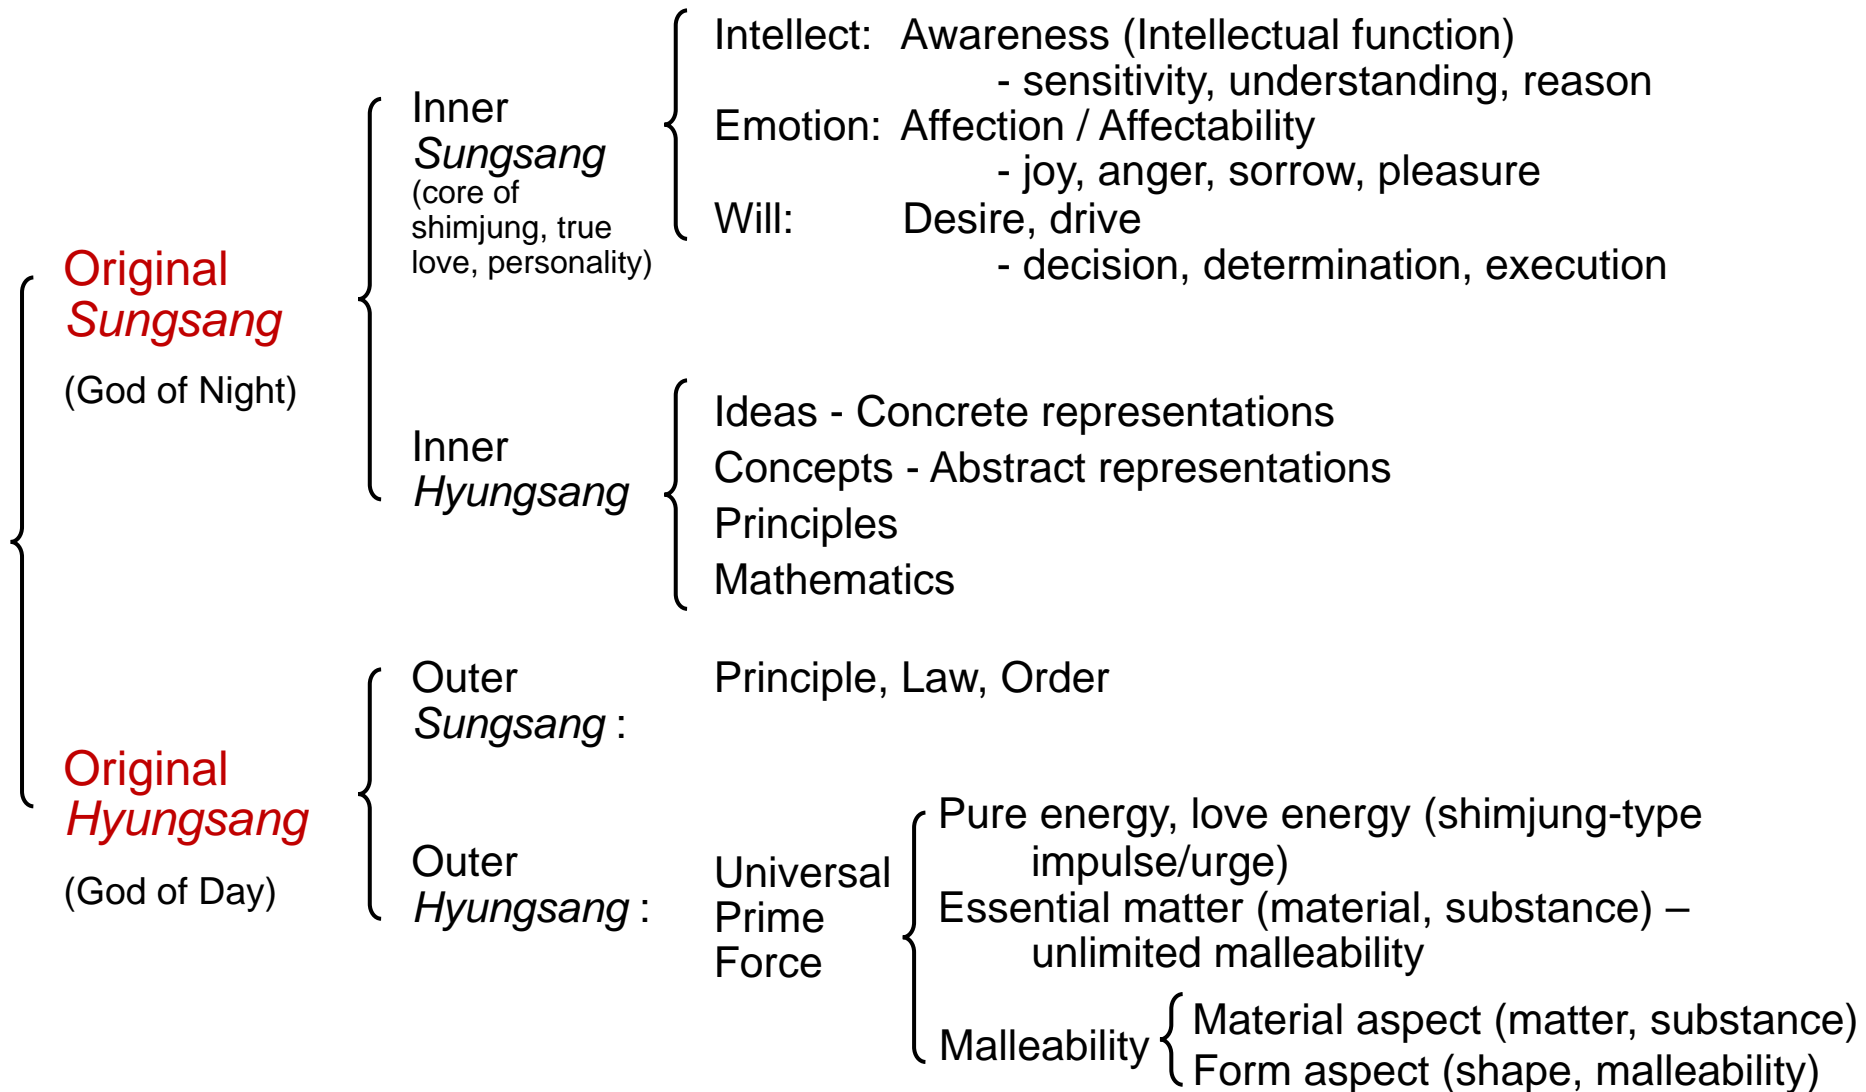 Original
Sungsang
(God of Night)
Inner
Sungsang
(core of
shimjung, true
love, personality)
Intellect: Awareness (Intellectual function)
- sensitivity, understanding, reason
Emotion: Affection / Affectability
- joy, anger, sorrow, pleasure
Will: Desire, drive
- decision, determination, execution
Inner
Hyungsang
Ideas - Concrete representations
Concepts - Abstract representations
Principles
Mathematics
Original
Hyungsang
(God of Day)
Outer
Sungsang :
Principle, Law, Order
Outer
Hyungsang :
Universal
Prime
Force
Pure energy, love energy (shimjung-type
impulse/urge)
Essential matter (material, substance) –
unlimited malleability
Malleability
Material aspect (matter, substance)
Form aspect (shape, malleability)